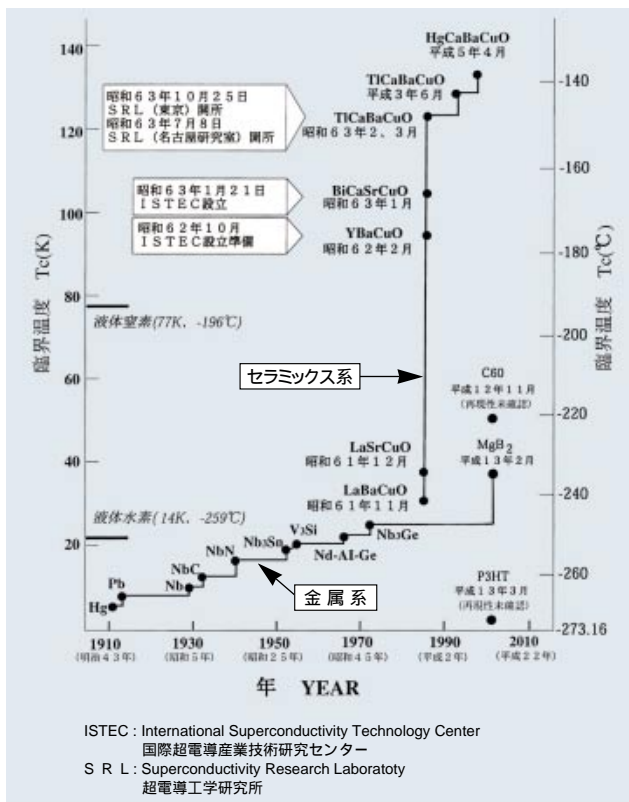 HgCaBaCuO
平成5年4月
140
TlCaBaCuO
平成3年6月
-140
昭和63年10月25日
SRL(東京)開所
昭和63年7月8日
SRL(名古屋研究室)開所
120
TlCaBaCuO
昭和63年2、3月
-160
昭和63年1月21日
ISTEC設立
BiCaSrCuO
昭和63年1月
100
昭和62年10月
ISTEC設立準備
YBaCuO
昭和62年2月
-180
臨界温度 Tc(K)
臨界温度 Tc(℃)
80
液体窒素(77K、-196℃)
-200
セラミックス系
60
C60
平成12年11月
(再現性未確認)
-220
40
LaSrCuO
昭和61年12月
MgB2
平成13年2月
LaBaCuO
昭和61年11月
-240
液体水素(14K、-259℃)
20
Hg
Pb
Nb
NbC
NbN
Nb3Sn
V3Si
Nd-Al-Ge
Nb3Ge
金属系
-260
P3HT
平成13年3月
(再現性未確認)
0
-273.16
1910
1930
1950
1970
1990
2010
(明治43年)
(昭和5年)
(昭和25年)
(昭和45年)
(平成2年)
(平成22年)
年 YEAR
ISTEC : International Superconductivity Technology Center
国際超電導産業技術研究センター
S R L : Superconductivity Research Laboratoty
超電導工学研究所